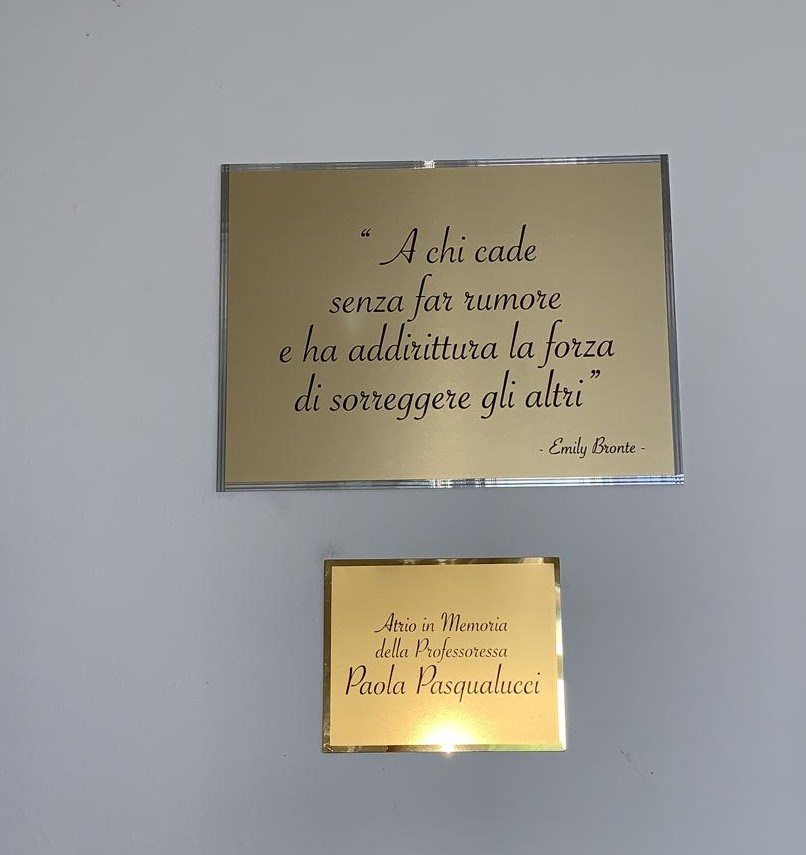 “ A chi cade
senza far rumore
e ha addirittura la forza
di sorreggere gli altri”
- Emily Bronte -
Atrio in Memoria
della Professoressa
Paola Pasqualucci